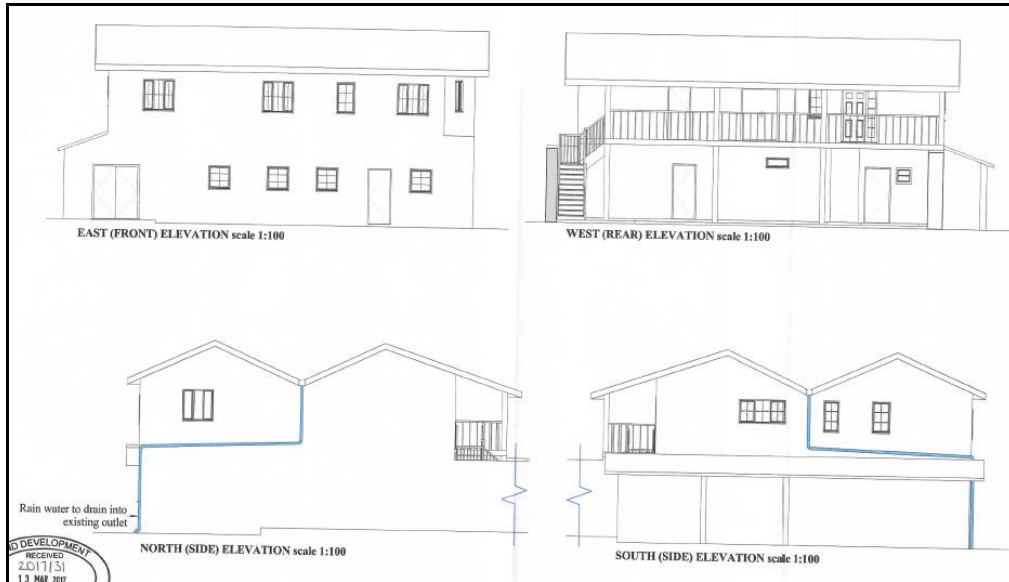 EAST (FRONT) ELEVATION scale 1:100
WEST (REAR) ELEVATION scale 1:100
Rain water to drain into
existing outlet
NORTH (SIDE) ELEVATION scale 1:100
SOUTH (SIDE) ELEVATION scale 1:100
DEVELOPMENT
RECEIVED
2017/31
13 MAR 2017